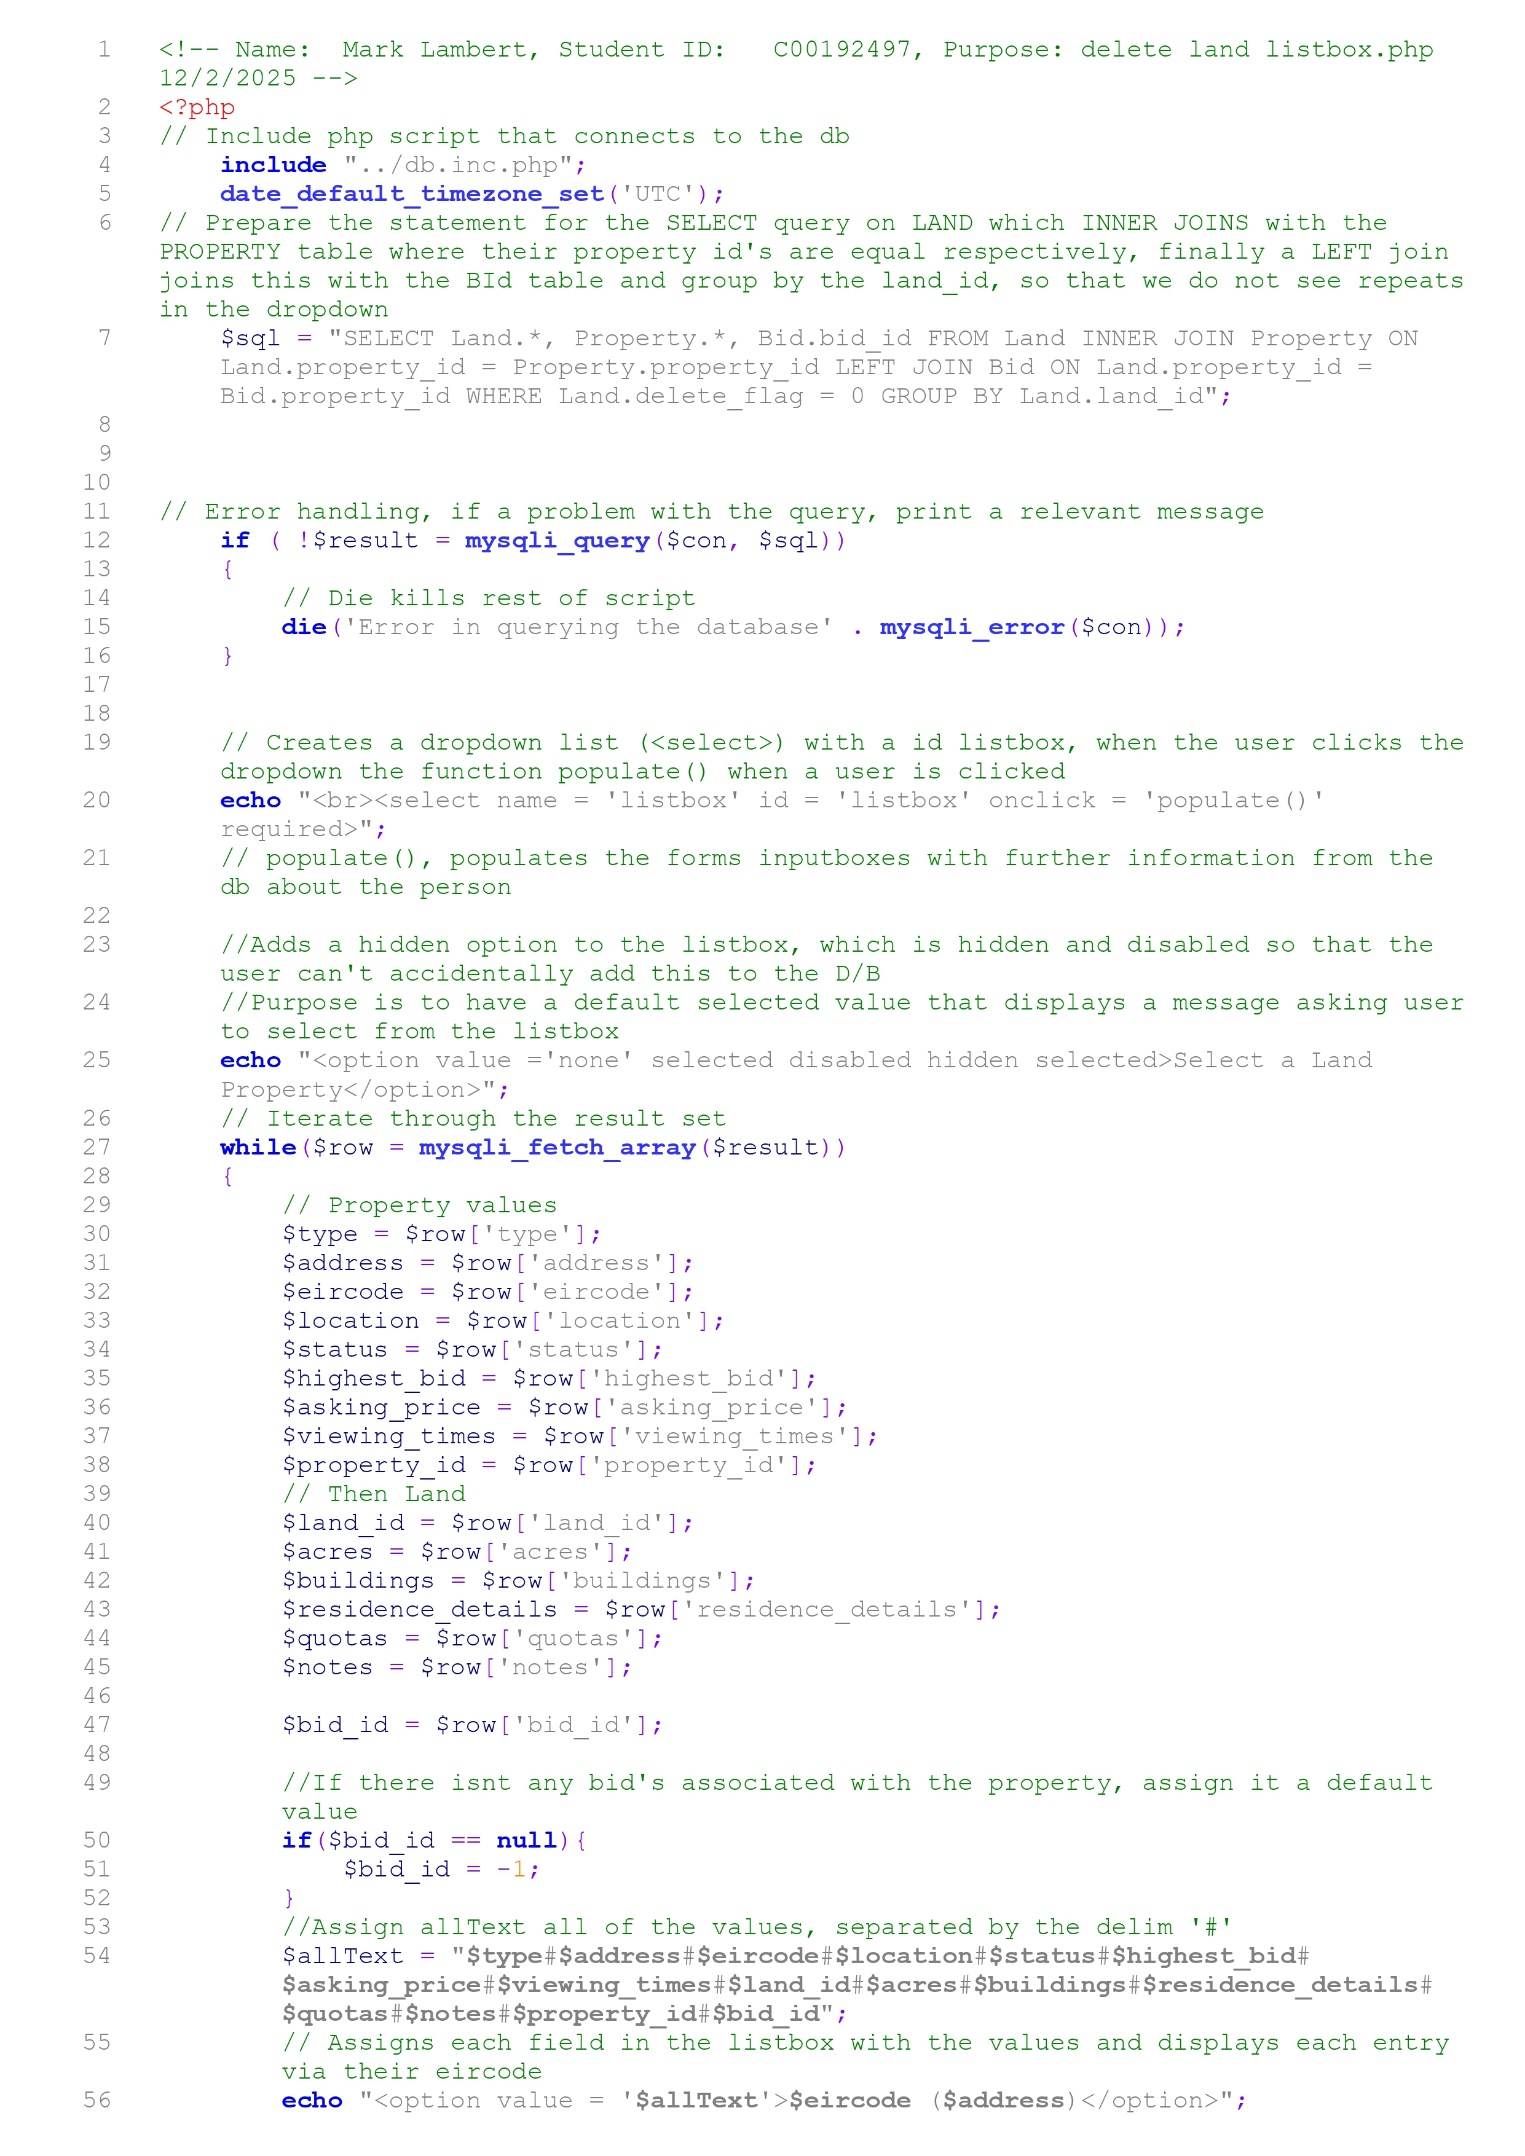 1 <!-- Name:  Mark Lambert, Student ID:   C00192497, Purpose: delete land listbox.php
12/2/2025 -->
2 <?php
3 // Include php script that connects to the db
4 include "../db.inc.php";
5 date_default_timezone_set('UTC');
6 // Prepare the statement for the SELECT query on LAND which INNER JOINS with the
PROPERTY table where their property id's are equal respectively, finally a LEFT join
joins this with the BId table and group by the land_id, so that we do not see repeats
in the dropdown
7 $sql = "SELECT Land.*, Property.*, Bid.bid_id FROM Land INNER JOIN Property ON
Land.property_id = Property.property_id LEFT JOIN Bid ON Land.property_id =
Bid.property_id WHERE Land.delete_flag = 0 GROUP BY Land.land_id";
8
9
10
11 // Error handling, if a problem with the query, print a relevant message
12 if ( !$result = mysqli_query($con, $sql))
13 {
14 // Die kills rest of script
15 die('Error in querying the database' . mysqli_error($con));
16 }
17
18
19 // Creates a dropdown list (<select>) with a id listbox, when the user clicks the
dropdown the function populate() when a user is clicked
20 echo "<br><select name = 'listbox' id = 'listbox' onclick = 'populate()'
required>";
21 // populate(), populates the forms inputboxes with further information from the
db about the person
22
23 //Adds a hidden option to the listbox, which is hidden and disabled so that the
user can't accidentally add this to the D/B
24 //Purpose is to have a default selected value that displays a message asking user
to select from the listbox
25 echo "<option value ='none' selected disabled hidden selected>Select a Land
Property</option>";
26 // Iterate through the result set
27 while($row = mysqli_fetch_array($result))
28 {
29 // Property values
30 $type = $row['type'];
31 $address = $row['address'];
32 $eircode = $row['eircode'];
33 $location = $row['location'];
34 $status = $row['status'];
35 $highest_bid = $row['highest_bid'];
36 $asking_price = $row['asking_price'];
37 $viewing_times = $row['viewing_times'];
38 $property_id = $row['property_id'];
39 // Then Land
40 $land_id = $row['land_id'];
41 $acres = $row['acres'];
42 $buildings = $row['buildings'];
43 $residence_details = $row['residence_details'];
44 $quotas = $row['quotas'];
45 $notes = $row['notes'];
46
47 $bid_id = $row['bid_id'];
48
49 //If there isnt any bid's associated with the property, assign it a default
value
50 if($bid_id == null){
51 $bid_id = -1;
52 }
53 //Assign allText all of the values, separated by the delim '#'
54 $allText = "$type#$address#$eircode#$location#$status#$highest_bid#
$asking_price#$viewing_times#$land_id#$acres#$buildings#$residence_details#
$quotas#$notes#$property_id#$bid_id";
55 // Assigns each field in the listbox with the values and displays each entry
via their eircode
56 echo "<option value = '$allText'>$eircode ($address)</option>";